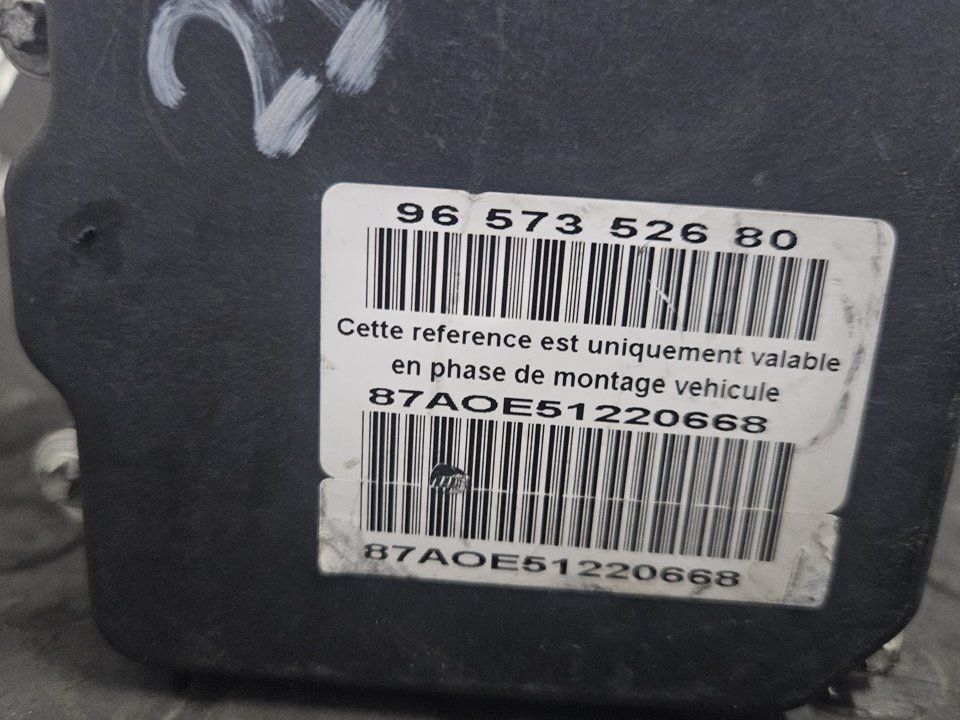 96 573 526 80
Cette reference est uniquement valable
en phase de montage vehicule
87AOE51220668
87AOE51220668